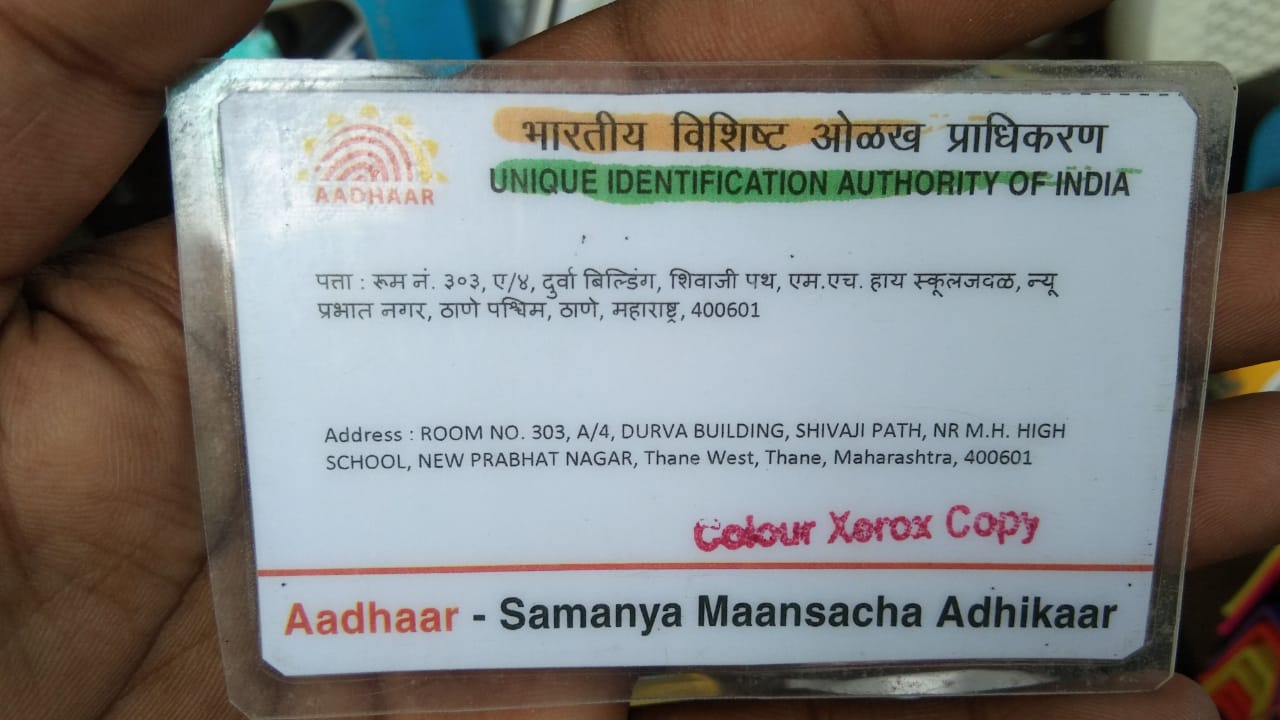 AADHAAR
भारतीय विशिष्ट ओळख प्राधिकरण
UNIQUE IDENTIFICATION AUTHORITY OF INDIA
पत्ता : रूम नं. ३०३, ए/४, दुर्वा बिल्डिंग, शिवाजी पथ, एम.एच. हाय स्कूलजवळ, न्यू
प्रभात नगर, ठाणे पश्चिम, ठाणे, महाराष्ट्र, 400601
Address : ROOM NO. 303, A/4, DURVA BUILDING, SHIVAJI PATH, NR M.H. HIGH
SCHOOL, NEW PRABHAT NAGAR, Thane West, Thane, Maharashtra, 400601
Colour Xerox Copy
Aadhaar - Samanya Maansacha Adhikaar